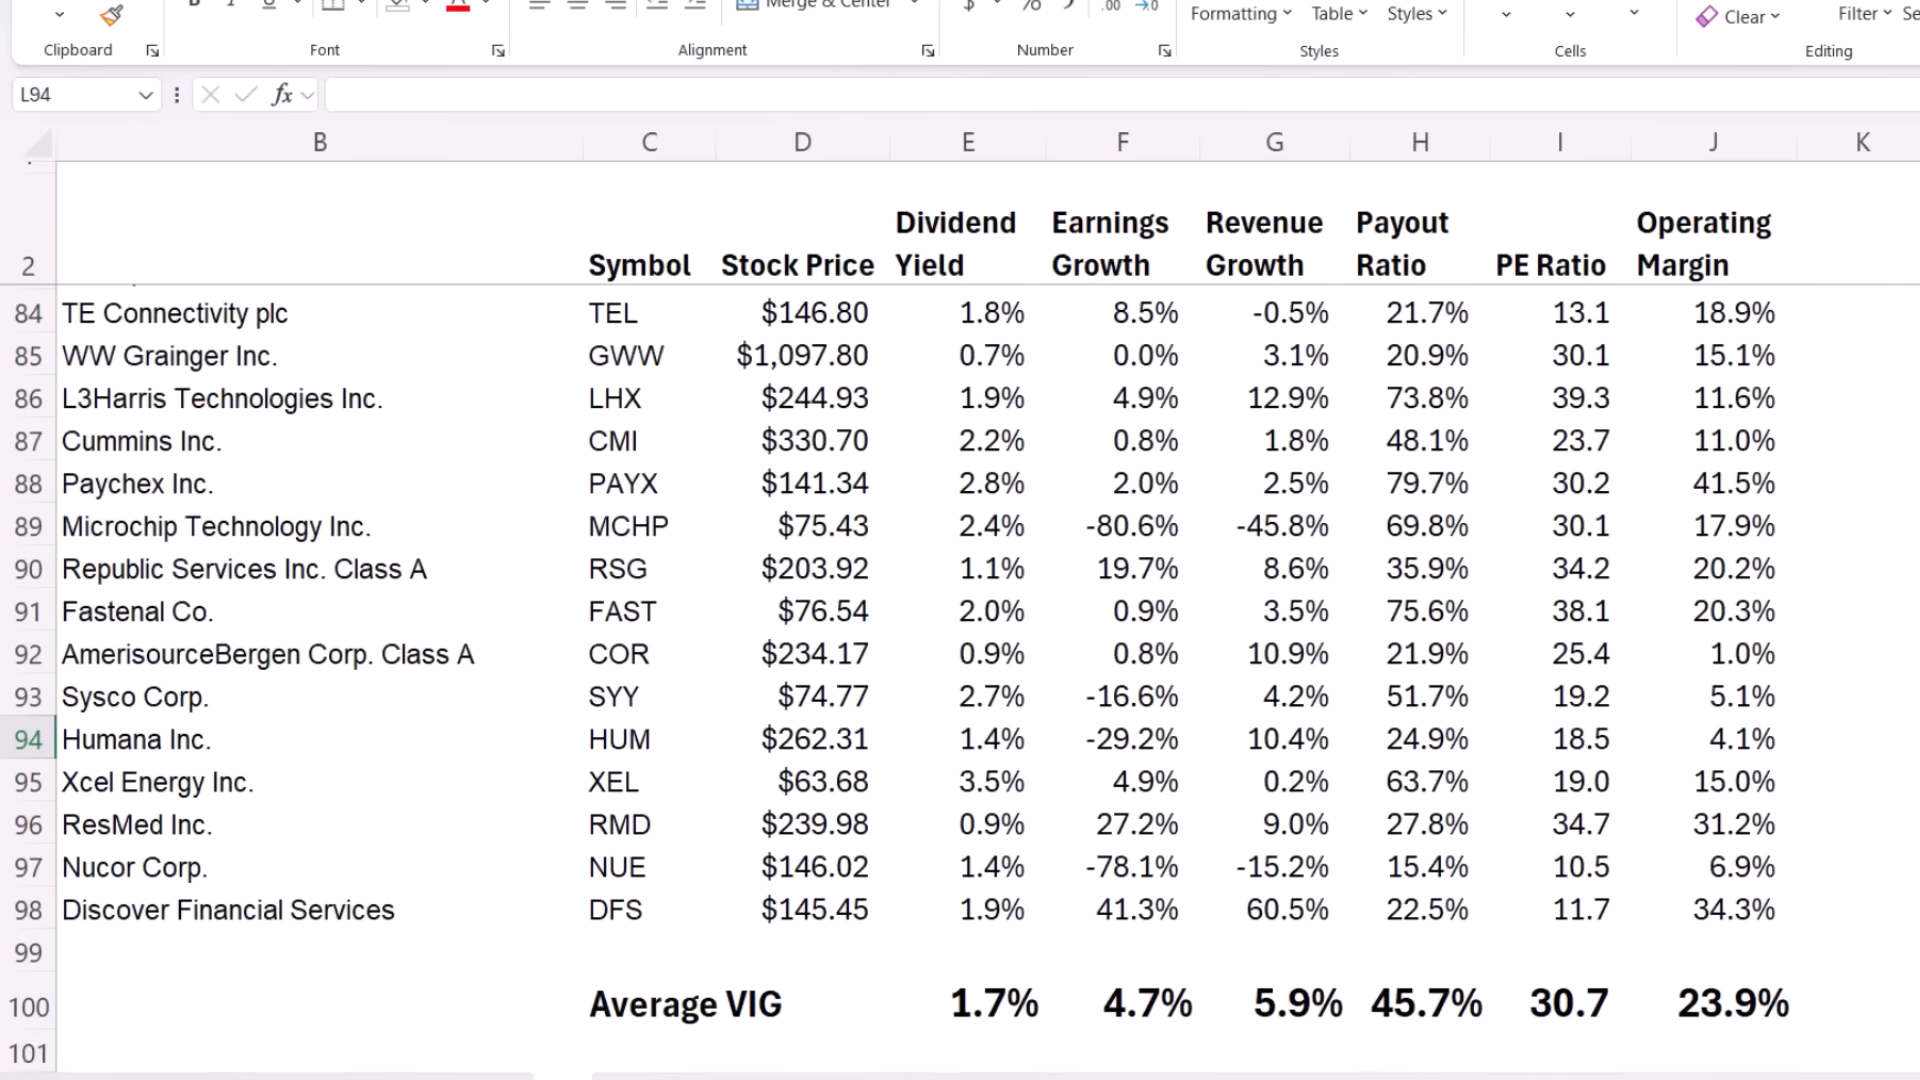 Merge & Center
.00
Formatting Table Styles Clear Filter
Clipboard Font Alignment Number Styles Cells Editing
L94 fx
B C D E F G H I J K
Dividend Earnings Revenue Payout Operating
2 Symbol Stock Price Yield Growth Growth Ratio PE Ratio Margin
84 TE Connectivity plc TEL $146.80 1.8% 8.5% -0.5% 21.7% 13.1 18.9%
85 WW Grainger Inc. GWW $1,097.80 0.7% 0.0% 3.1% 20.9% 30.1 15.1%
86 L3Harris Technologies Inc. LHX $244.93 1.9% 4.9% 12.9% 73.8% 39.3 11.6%
87 Cummins Inc. CMI $330.70 2.2% 0.8% 1.8% 48.1% 23.7 11.0%
88 Paychex Inc. PAYX $141.34 2.8% 2.0% 2.5% 79.7% 30.2 41.5%
89 Microchip Technology Inc. MCHP $75.43 2.4% -80.6% -45.8% 69.8% 30.1 17.9%
90 Republic Services Inc. Class A RSG $203.92 1.1% 19.7% 8.6% 35.9% 34.2 20.2%
91 Fastenal Co. FAST $76.54 2.0% 0.9% 3.5% 75.6% 38.1 20.3%
92 AmerisourceBergen Corp. Class A COR $234.17 0.9% 0.8% 10.9% 21.9% 25.4 1.0%
93 Sysco Corp. SYY $74.77 2.7% -16.6% 4.2% 51.7% 19.2 5.1%
94 Humana Inc. HUM $262.31 1.4% -29.2% 10.4% 24.9% 18.5 4.1%
95 Xcel Energy Inc. XEL $63.68 3.5% 4.9% 0.2% 63.7% 19.0 15.0%
96 ResMed Inc. RMD $239.98 0.9% 27.2% 9.0% 27.8% 34.7 31.2%
97 Nucor Corp. NUE $146.02 1.4% -78.1% -15.2% 15.4% 10.5 6.9%
98 Discover Financial Services DFS $145.45 1.9% 41.3% 60.5% 22.5% 11.7 34.3%
99
100 Average VIG 1.7% 4.7% 5.9% 45.7% 30.7 23.9%
101